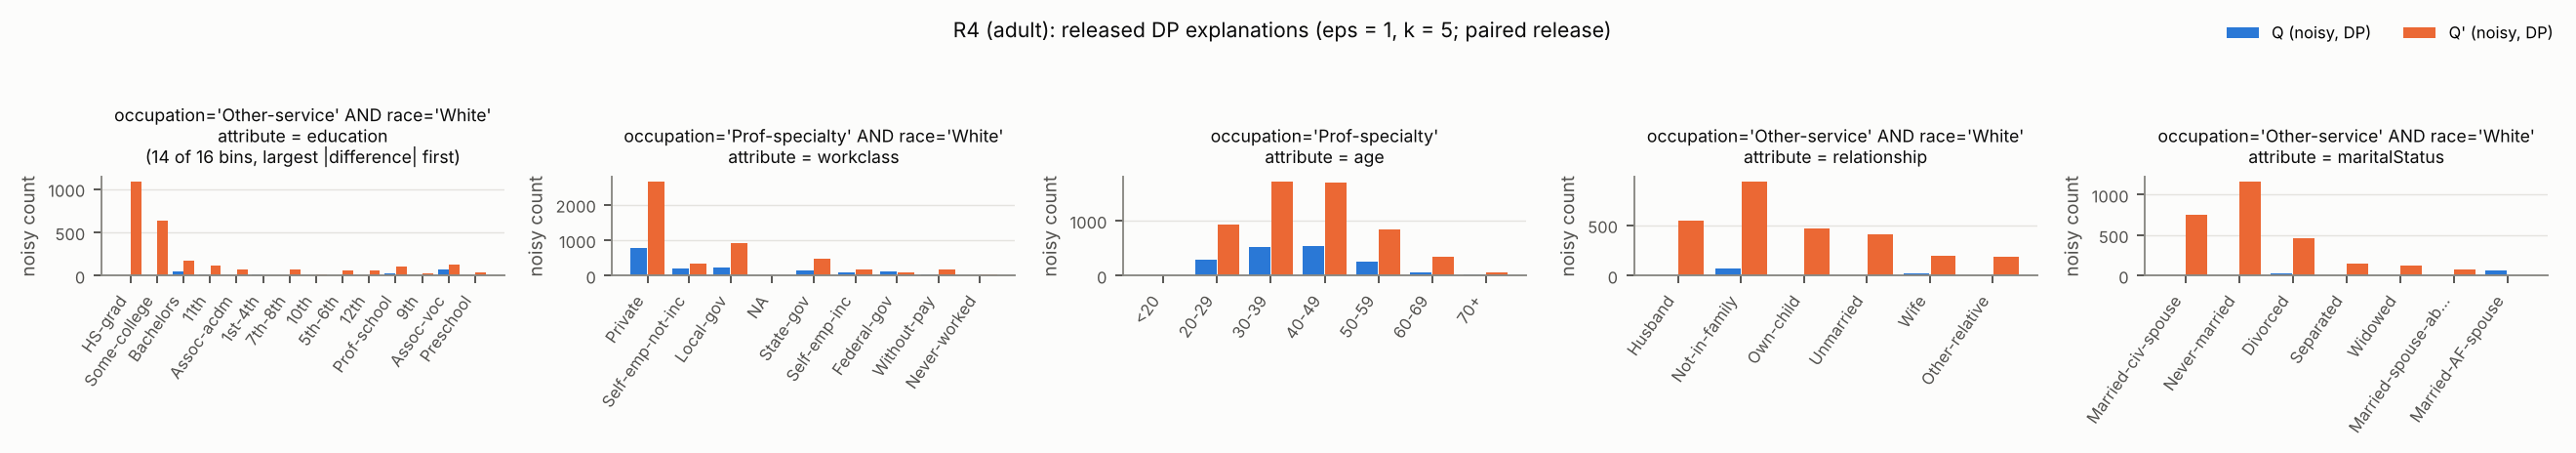 R4 (adult): released DP explanations (eps = 1, k = 5; paired release)
Q (noisy, DP)
Q' (noisy, DP)
occupation='Other-service' AND race='White'
attribute = education
(14 of 16 bins, largest |difference| first)
noisy count
1000
500
0
HS-grad
Some-college
Bachelors
11th
Assoc-acdm
1st-4th
7th-8th
10th
5th-6th
12th
Prof-school
9th
Assoc-voc
Preschool
occupation='Prof-specialty' AND race='White'
attribute = workclass
noisy count
2000
1000
0
Private
Self-emp-not-inc
Local-gov
NA
State-gov
Self-emp-inc
Federal-gov
Without-pay
Never-worked
occupation='Prof-specialty'
attribute = age
noisy count
1000
0
<20
20-29
30-39
40-49
50-59
60-69
70+
occupation='Other-service' AND race='White'
attribute = relationship
noisy count
500
0
Husband
Not-in-family
Own-child
Unmarried
Wife
Other-relative
occupation='Other-service' AND race='White'
attribute = maritalStatus
noisy count
1000
500
0
Married-civ-spouse
Never-married
Divorced
Separated
Widowed
Married-spouse-ab...
Married-AF-spouse